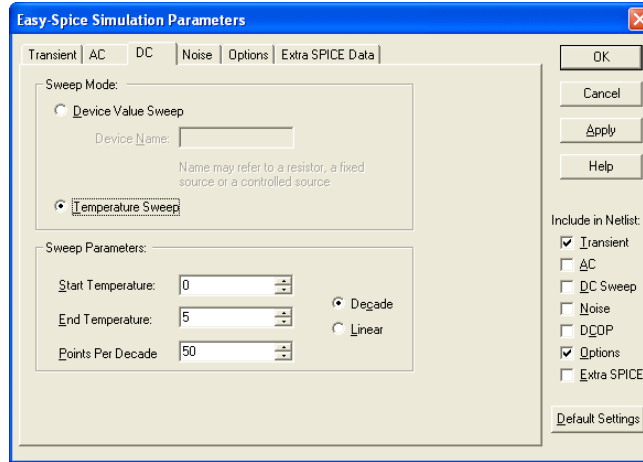 Easy-Spice Simulation Parameters
Transient AC DC Noise Options Extra SPICE Data
Sweep Mode:
Device Value Sweep
Device Name:
Name may refer to a resistor, a fixed
source or a controlled source
Temperature Sweep
Sweep Parameters:
Start Temperature: 0
End Temperature: 5
Points Per Decade 50
Decade
Linear
OK
Cancel
Apply
Help
Include in Netlist:
Transient
AC
DC Sweep
Noise
DCOP
Options
Extra SPICE
Default Settings